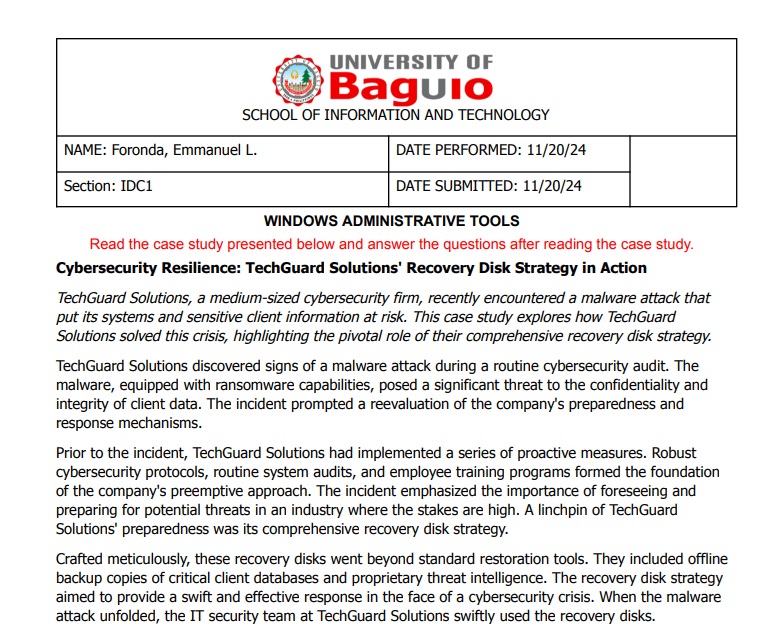 UNIVERSITY OF
Baguio
SCHOOL OF INFORMATION AND TECHNOLOGY
NAME: Foronda, Emmanuel L.
DATE PERFORMED: 11/20/24
Section: IDC1
DATE SUBMITTED: 11/20/24
WINDOWS ADMINISTRATIVE TOOLS
Read the case study presented below and answer the questions after reading the case study.
Cybersecurity Resilience: TechGuard Solutions' Recovery Disk Strategy in Action
TechGuard Solutions, a medium-sized cybersecurity firm, recently encountered a malware attack that
put its systems and sensitive client information at risk. This case study explores how TechGuard
Solutions solved this crisis, highlighting the pivotal role of their comprehensive recovery disk strategy.
TechGuard Solutions discovered signs of a malware attack during a routine cybersecurity audit. The
malware, equipped with ransomware capabilities, posed a significant threat to the confidentiality and
integrity of client data. The incident prompted a reevaluation of the company's preparedness and
response mechanisms.
Prior to the incident, TechGuard Solutions had implemented a series of proactive measures. Robust
cybersecurity protocols, routine system audits, and employee training programs formed the foundation
of the company's preemptive approach. The incident emphasized the importance of foreseeing and
preparing for potential threats in an industry where the stakes are high. A linchpin of TechGuard
Solutions' preparedness was its comprehensive recovery disk strategy.
Crafted meticulously, these recovery disks went beyond standard restoration tools. They included offline
backup copies of critical client databases and proprietary threat intelligence. The recovery disk strategy
aimed to provide a swift and effective response in the face of a cybersecurity crisis. When the malware
attack unfolded, the IT security team at TechGuard Solutions swiftly used the recovery disks.